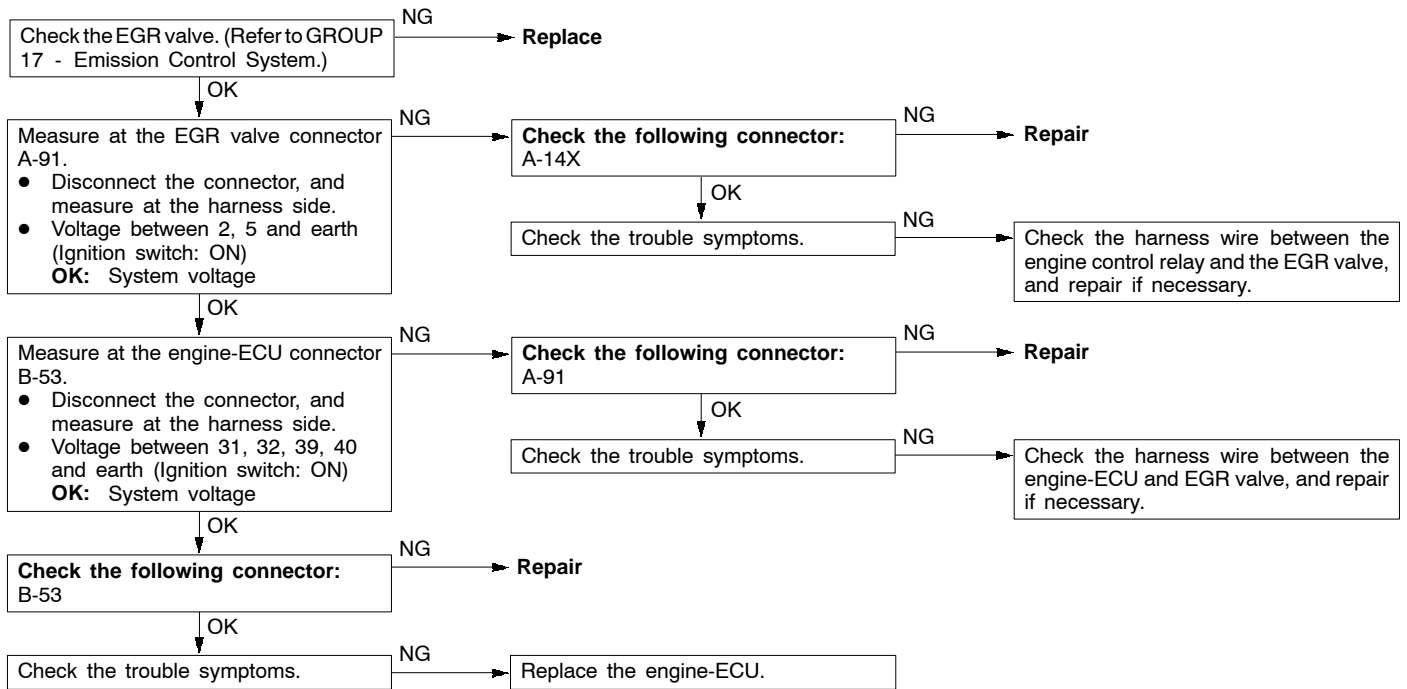 Check the EGR valve. (Refer to GROUP
17 - Emission Control System.)
NG
Replace
OK
Measure at the EGR valve connector
A-91.
● Disconnect the connector, and
measure at the harness side.
● Voltage between 2, 5 and earth
(Ignition switch: ON)
OK: System voltage
NG
Check the following connector:
A-14X
NG
Repair
OK
Check the trouble symptoms.
NG
Check the harness wire between the
engine control relay and the EGR valve,
and repair if necessary.
OK
Measure at the engine-ECU connector
B-53.
● Disconnect the connector, and
measure at the harness side.
● Voltage between 31, 32, 39, 40
and earth (Ignition switch: ON)
OK: System voltage
NG
Check the following connector:
A-91
NG
Repair
OK
Check the trouble symptoms.
NG
Check the harness wire between the
engine-ECU and EGR valve, and repair
if necessary.
OK
Check the following connector:
B-53
NG
Repair
OK
Check the trouble symptoms.
NG
Replace the engine-ECU.